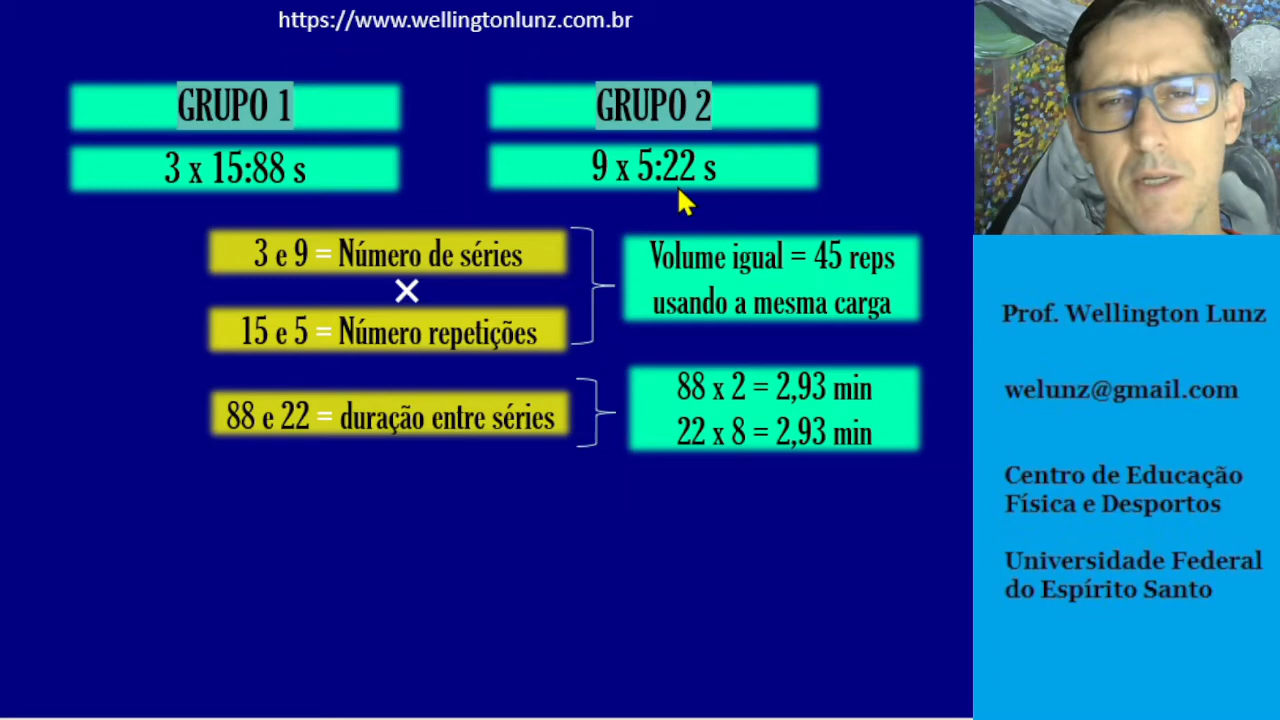 https://www.wellingtonlunz.com.br
GRUPO 1
GRUPO 2
3 x 15:88 s
9 x 5:22 s
3 e 9 = Número de séries
×
15 e 5 = Número repetições
Volume igual = 45 reps
usando a mesma carga
88 e 22 = duração entre séries
88 x 2 = 2,93 min
22 x 8 = 2,93 min
Prof. Wellington Lunz
welunz@gmail.com
Centro de Educação
Física e Desportos
Universidade Federal
do Espírito Santo